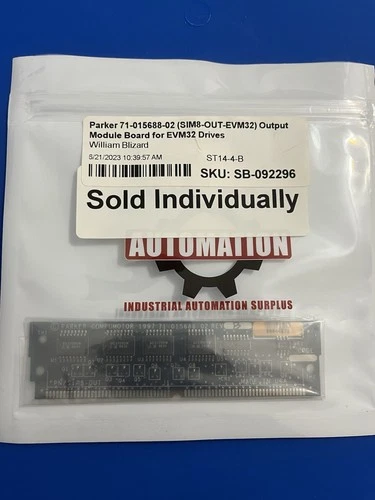 Parker 71-015688-02 (SIM8-OUT-EVM32) Output
Module Board for EVM32 Drives
William Blizard
5/21/2023 10:39:57 AM
ST14-4-B
SKU: SB-092296
Sold Individually
AUTOMATION
INDUSTRIAL AUTOMATION SURPLUS